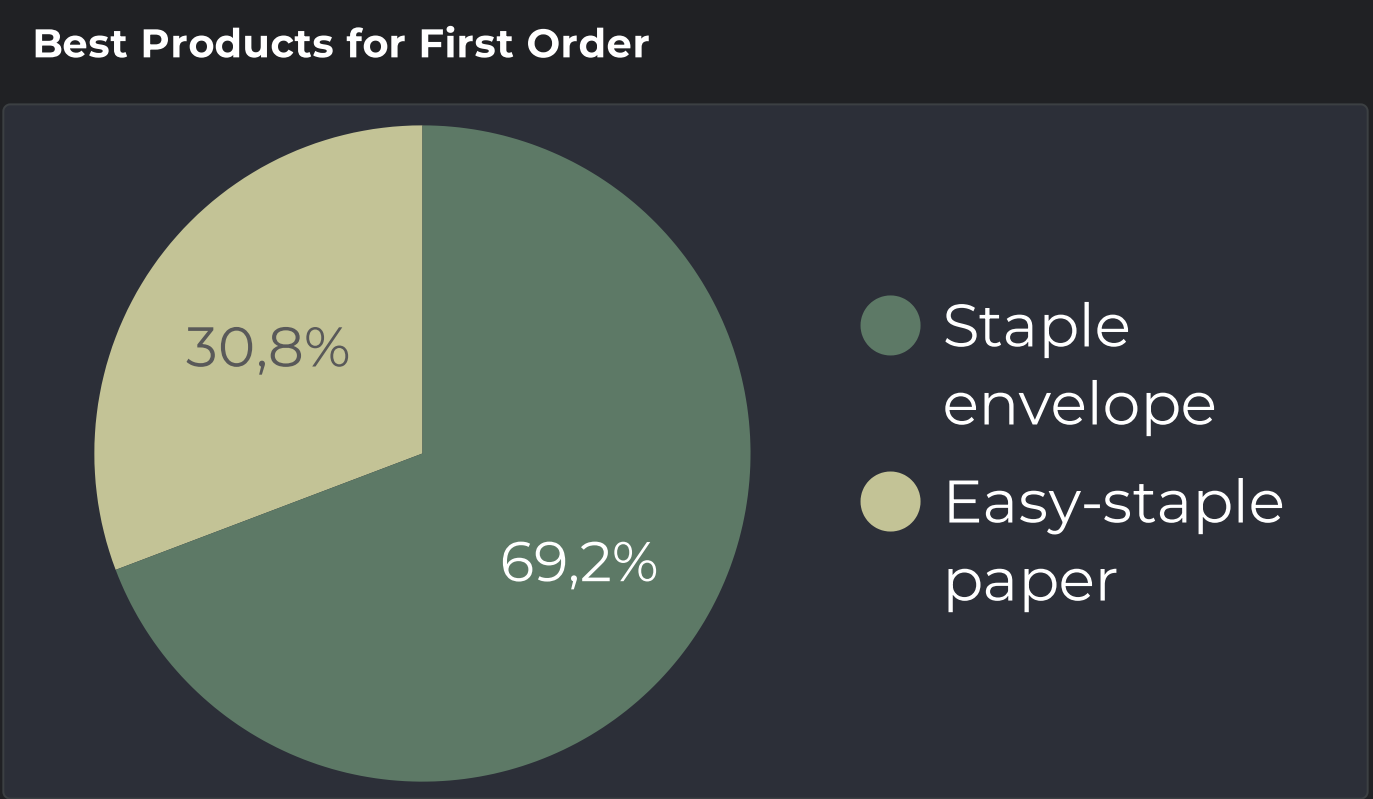 Best Products for First Order
30,8%
69,2%
Staple
envelope
Easy-staple
paper